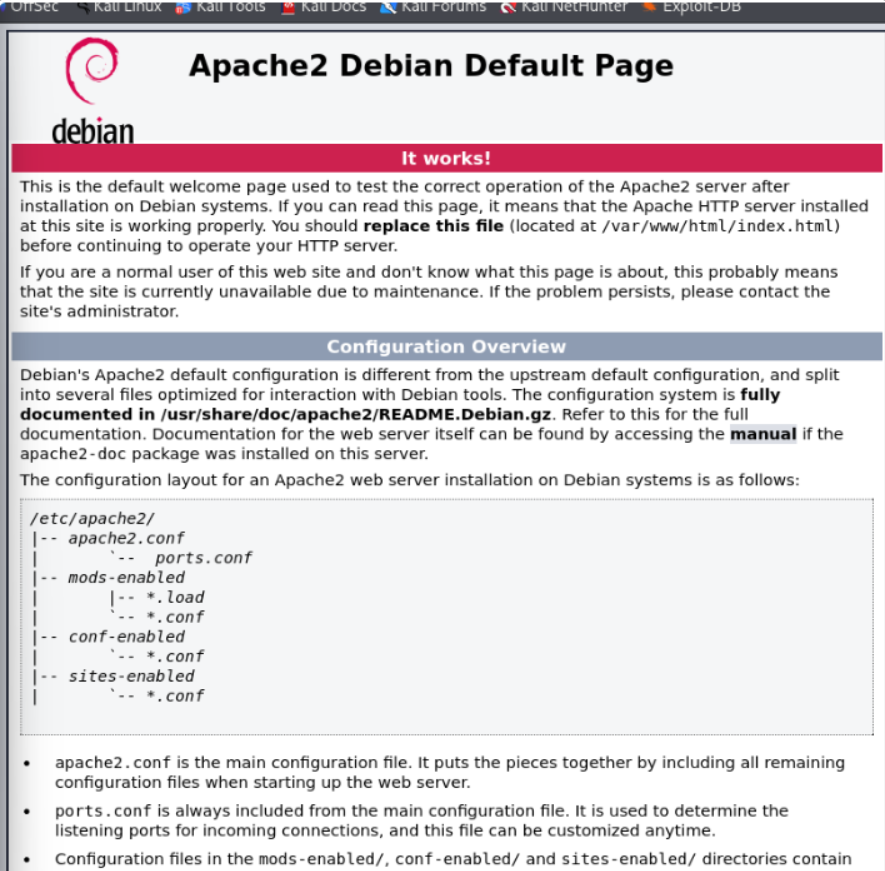 OffSec Kali Linux Kali Tools Kali Docs Kali Forums Kali NetHunter Exploit-DB
debian
Apache2 Debian Default Page
It works!
This is the default welcome page used to test the correct operation of the Apache2 server after
installation on Debian systems. If you can read this page, it means that the Apache HTTP server installed
at this site is working properly. You should replace this file (located at /var/www/html/index.html)
before continuing to operate your HTTP server.
If you are a normal user of this web site and don't know what this page is about, this probably means
that the site is currently unavailable due to maintenance. If the problem persists, please contact the
site's administrator.
Configuration Overview
Debian's Apache2 default configuration is different from the upstream default configuration, and split
into several files optimized for interaction with Debian tools. The configuration system is fully
documented in /usr/share/doc/apache2/README.Debian.gz. Refer to this for the full
documentation. Documentation for the web server itself can be found by accessing the manual if the
apache2-doc package was installed on this server.
The configuration layout for an Apache2 web server installation on Debian systems is as follows:
/etc/apache2/
|-- apache2.conf
|       `--  ports.conf
|-- mods-enabled
|       |-- *.load
|       `-- *.conf
|-- conf-enabled
|       `-- *.conf
|-- sites-enabled
|       `-- *.conf
• apache2.conf is the main configuration file. It puts the pieces together by including all remaining
configuration files when starting up the web server.
• ports.conf is always included from the main configuration file. It is used to determine the
listening ports for incoming connections, and this file can be customized anytime.
• Configuration files in the mods-enabled/, conf-enabled/ and sites-enabled/ directories contain